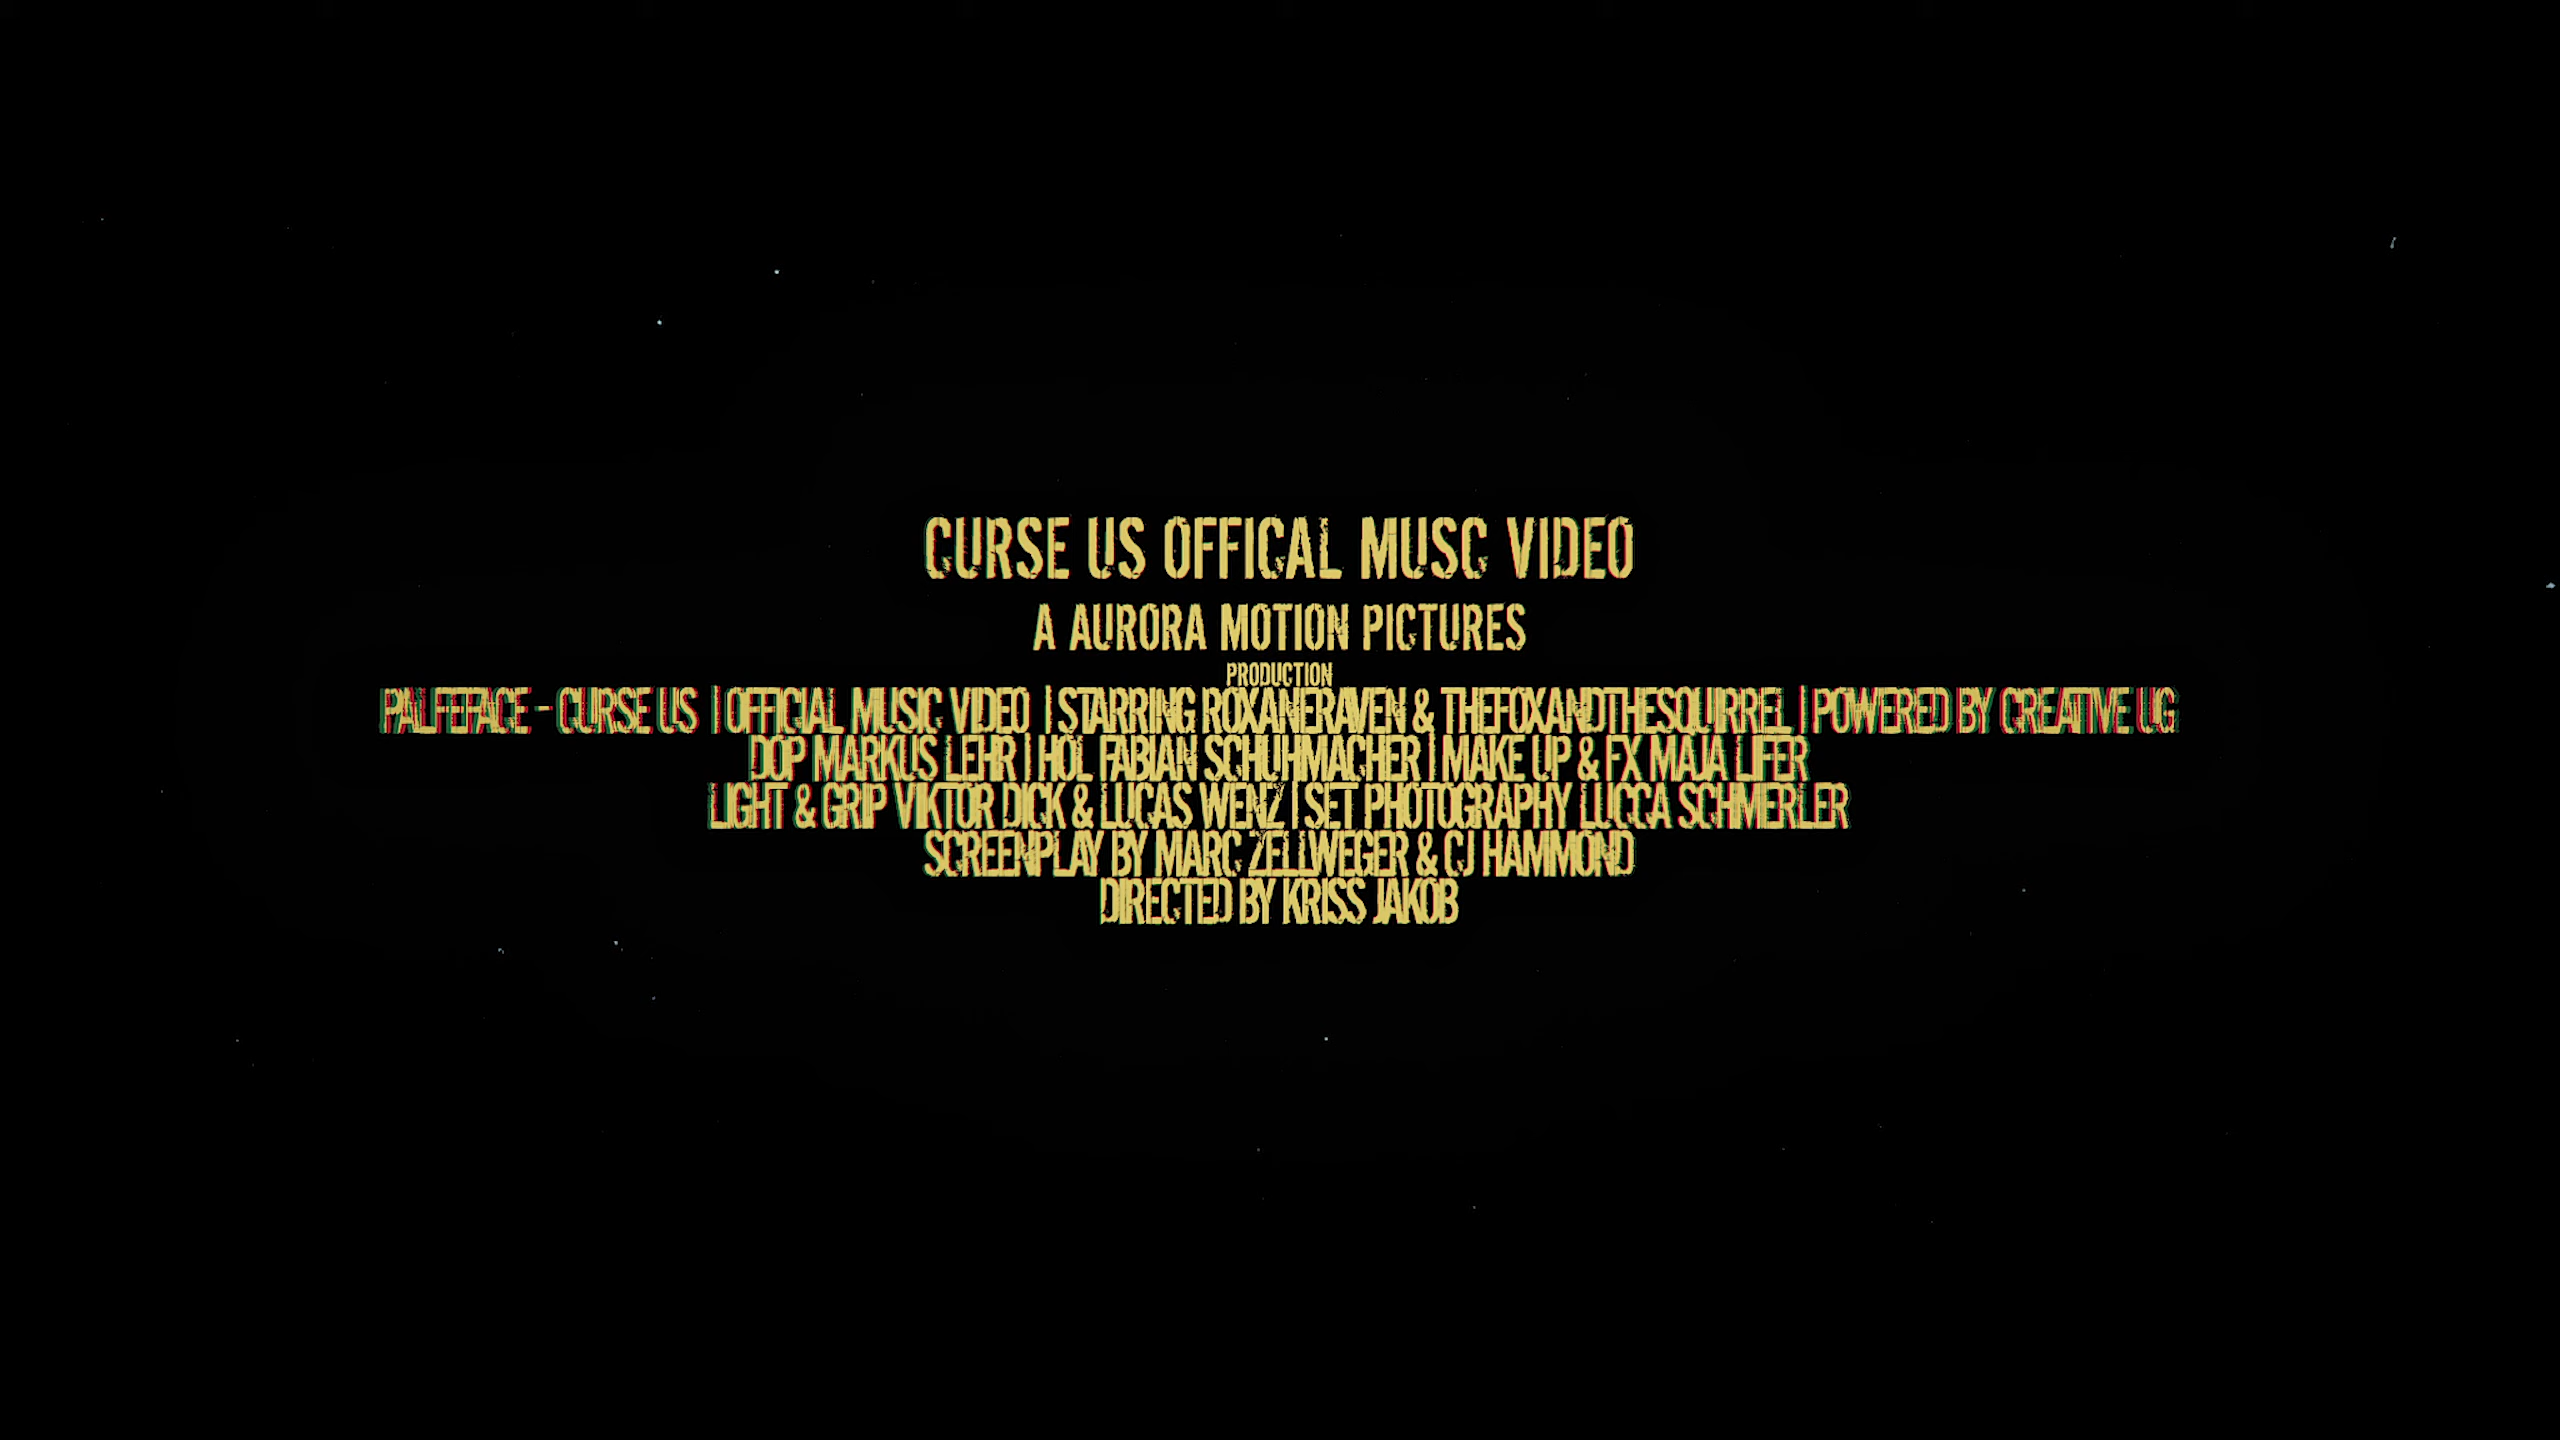 CURSE US OFFICAL MUSC VIDEO
A AURORA MOTION PICTURES
PRODUCTION
PALEFACE - CURSE US | OFFICIAL MUSIC VIDEO | STARRING ROXANERAVEN & THEFOXANDTHESQUIRREL | POWERED BY CREATIVE UG
DOP MARKUS LEHR | HOL FABIAN SCHUHMACHER | MAKE UP & FX MAJA LIFER
LIGHT & GRIP VIKTOR DICK & LUCAS WENZ | SET PHOTOGRAPHY LUCCA SCHMERLER
SCREENPLAY BY MARC ZELLWEGER & CJ HAMMOND
DIRECTED BY KRISS JAKOB